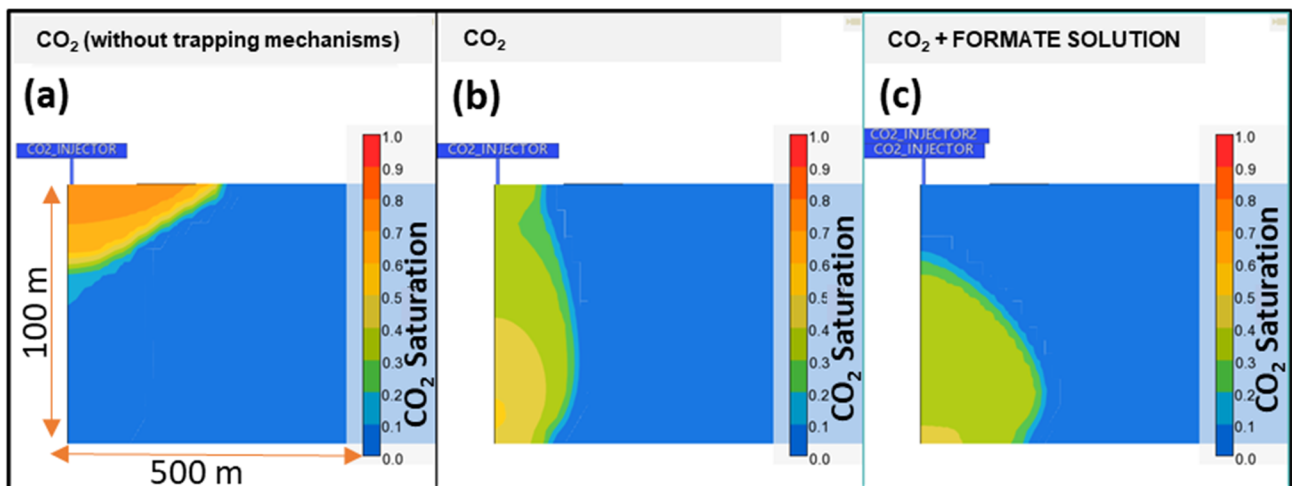 CO₂ (without trapping mechanisms)
(a)
CO2_INJECTOR
1.0
0.9
0.8
0.7
0.6
0.5
0.4
0.3
0.2
0.1
0.0
CO₂ Saturation
100 m
500 m
CO₂
(b)
CO2_INJECTOR
1.0
0.9
0.8
0.7
0.6
0.5
0.4
0.3
0.2
0.1
0.0
CO₂ Saturation
CO₂ + FORMATE SOLUTION
(c)
CO2_INJECTOR2
CO2_INJECTOR
1.0
0.9
0.8
0.7
0.6
0.5
0.4
0.3
0.2
0.1
0.0
CO₂ Saturation